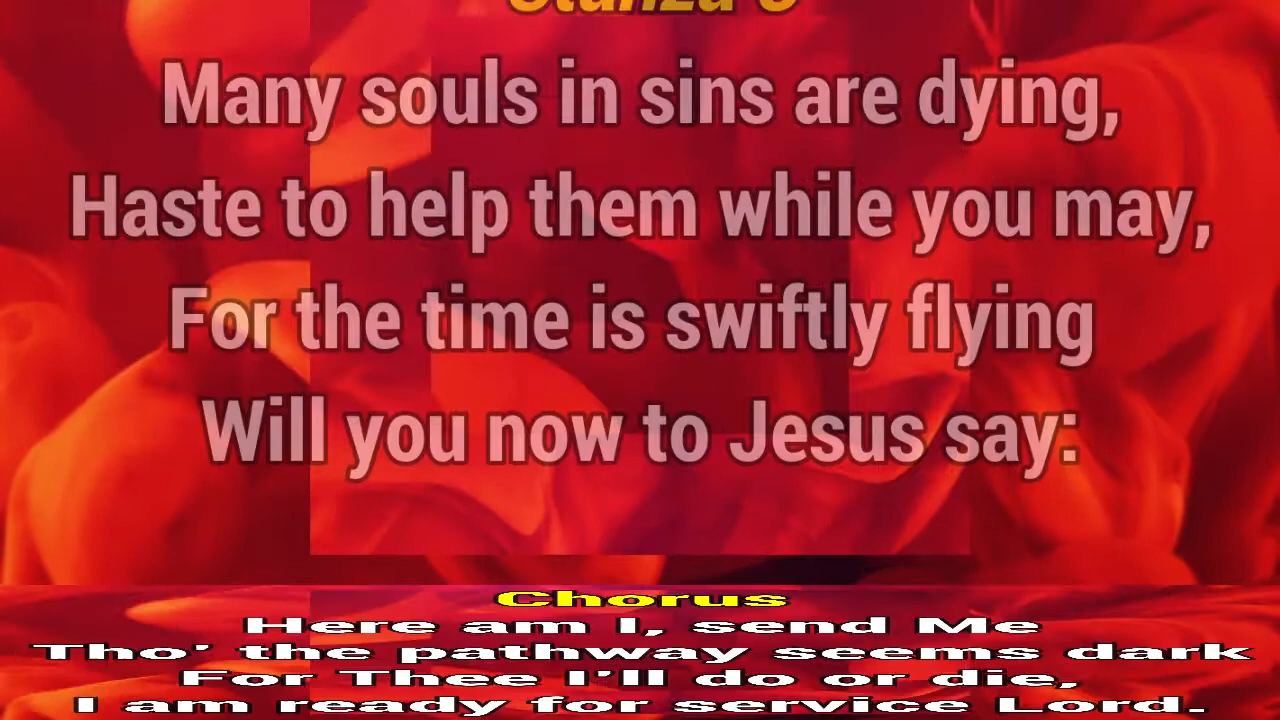 Stanza 3
Many souls in sins are dying,
Haste to help them while you may,
For the time is swiftly flying
Will you now to Jesus say:
Chorus
Here am I, send Me
Tho' the pathway seems dark
For Thee I'll do or die,
I am ready for service Lord.